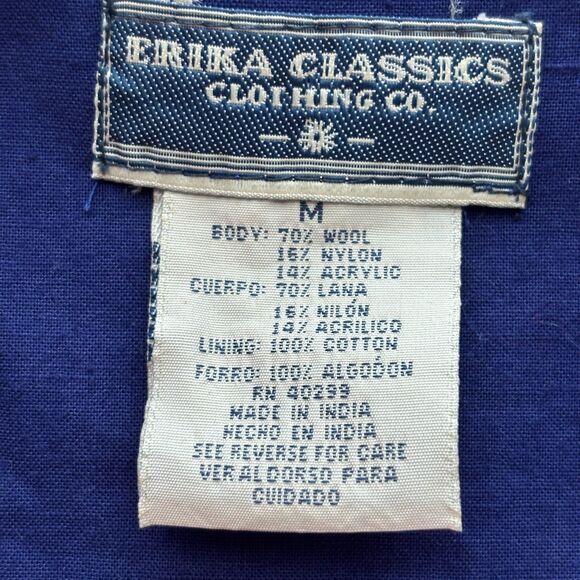 ERIKA CLASSICS
CLOTHING CO.
M
BODY: 70% WOOL
16% NYLON
14% ACRYLIC
CUERPO: 70% LANA
16% NILÓN
14% ACRILICO
LINING: 100% COTTON
FORRO: 100% ALGODON
RN 40299
MADE IN INDIA
HECHO EN INDIA
SEE REVERSE FOR CARE
VER AL DORSO PARA
CUIDADO